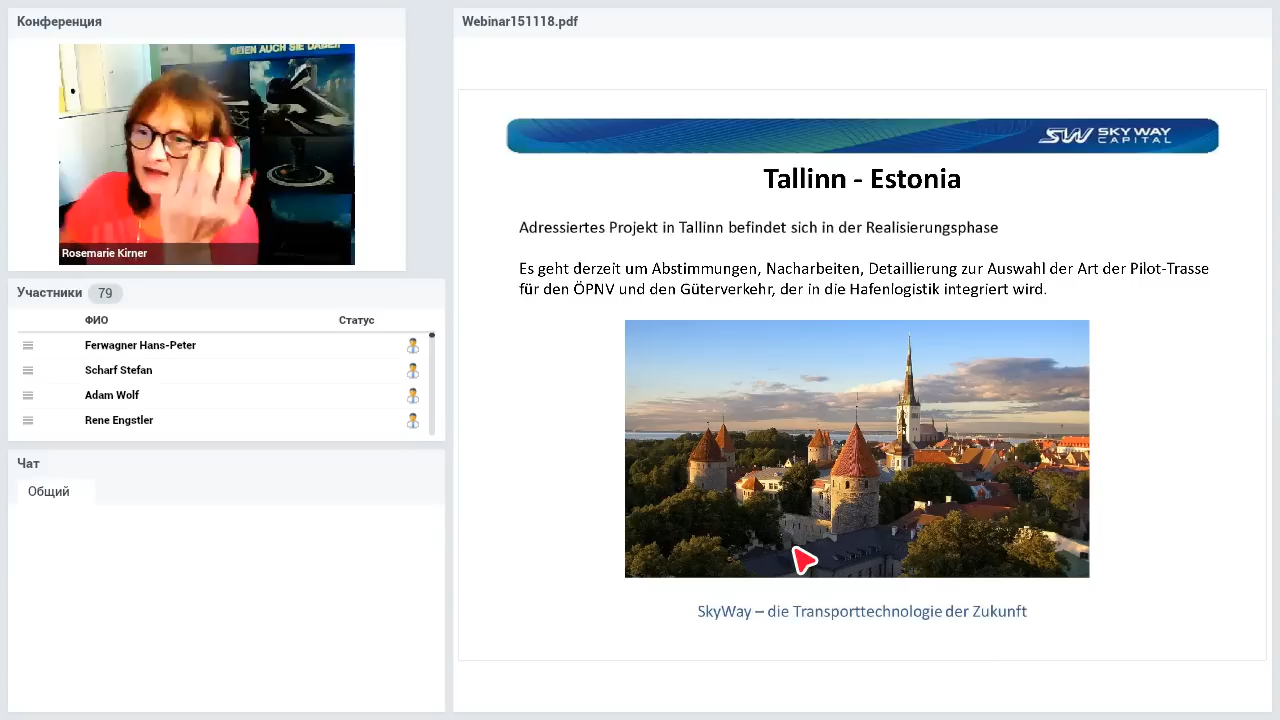 Конференция
SEIEN AUCH SIE DABEI!
Rosemarie Kirner
Участники 79
ФИО Статус
Ferwagner Hans-Peter
Scharf Stefan
Adam Wolf
Rene Engstler
Чат
Общий
Webinar151118.pdf
SW SKY WAY
CAPITAL
Tallinn - Estonia
Adressiertes Projekt in Tallinn befindet sich in der Realisierungsphase
Es geht derzeit um Abstimmungen, Nacharbeiten, Detaillierung zur Auswahl der Art der Pilot-Trasse
für den ÖPNV und den Güterverkehr, der in die Hafenlogistik integriert wird.
SkyWay – die Transporttechnologie der Zukunft